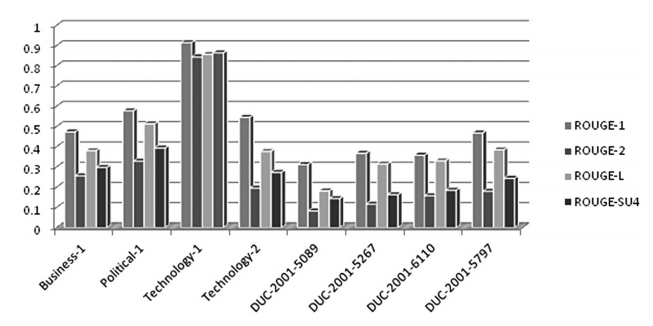 1
0.9
0.8
0.7
0.6
0.5
0.4
0.3
0.2
0.1
0
Business-1
Political-1
Technology-1
Technology-2
DUC-2001-5089
DUC-2001-5267
DUC-2001-6110
DUC-2001-5797
ROUGE-1
ROUGE-2
ROUGE-L
ROUGE-SU4